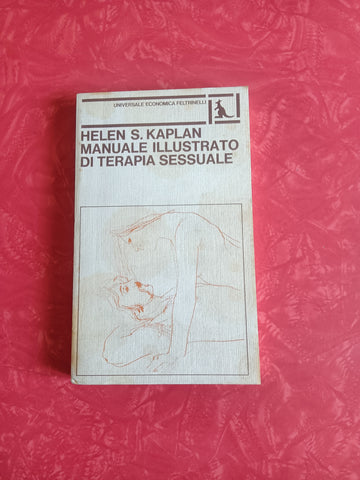 UNIVERSALE ECONOMICA FELTRINELLI
HELEN S. KAPLAN
MANUALE ILLUSTRATO
DI TERAPIA SESSUALE